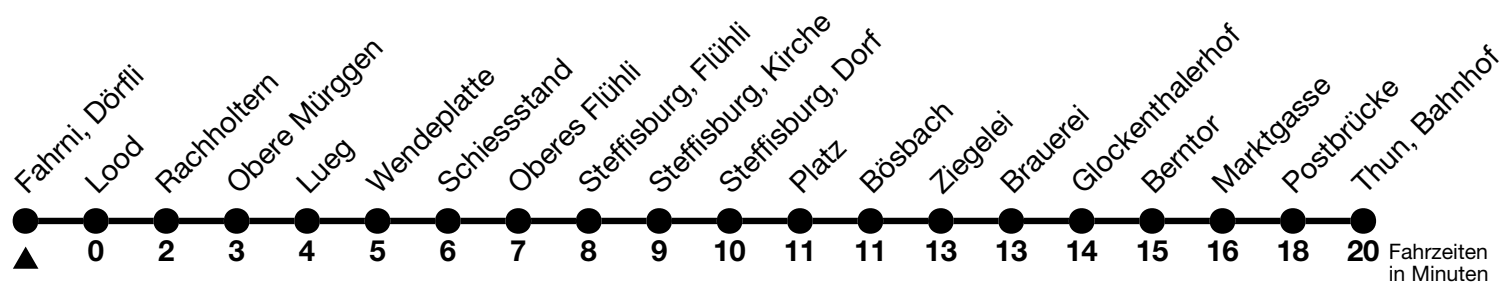 Fahrni, Dörfli
Lood
Rachholtern
Obere Mürggen
Lueg
Wendeplatte
Schiessstand
Oberes Flühli
Steffisburg, Flühli
Steffisburg, Kirche
Steffisburg, Dorf
Platz
Bösbach
Ziegelei
Brauerei
Glockenthalerhof
Berntor
Marktgasse
Postbrücke
Thun, Bahnhof
0 2 3 4 5 6 7 8 9 10 11 11 13 13 14 15 16 18 20
Fahrzeiten
in Minuten